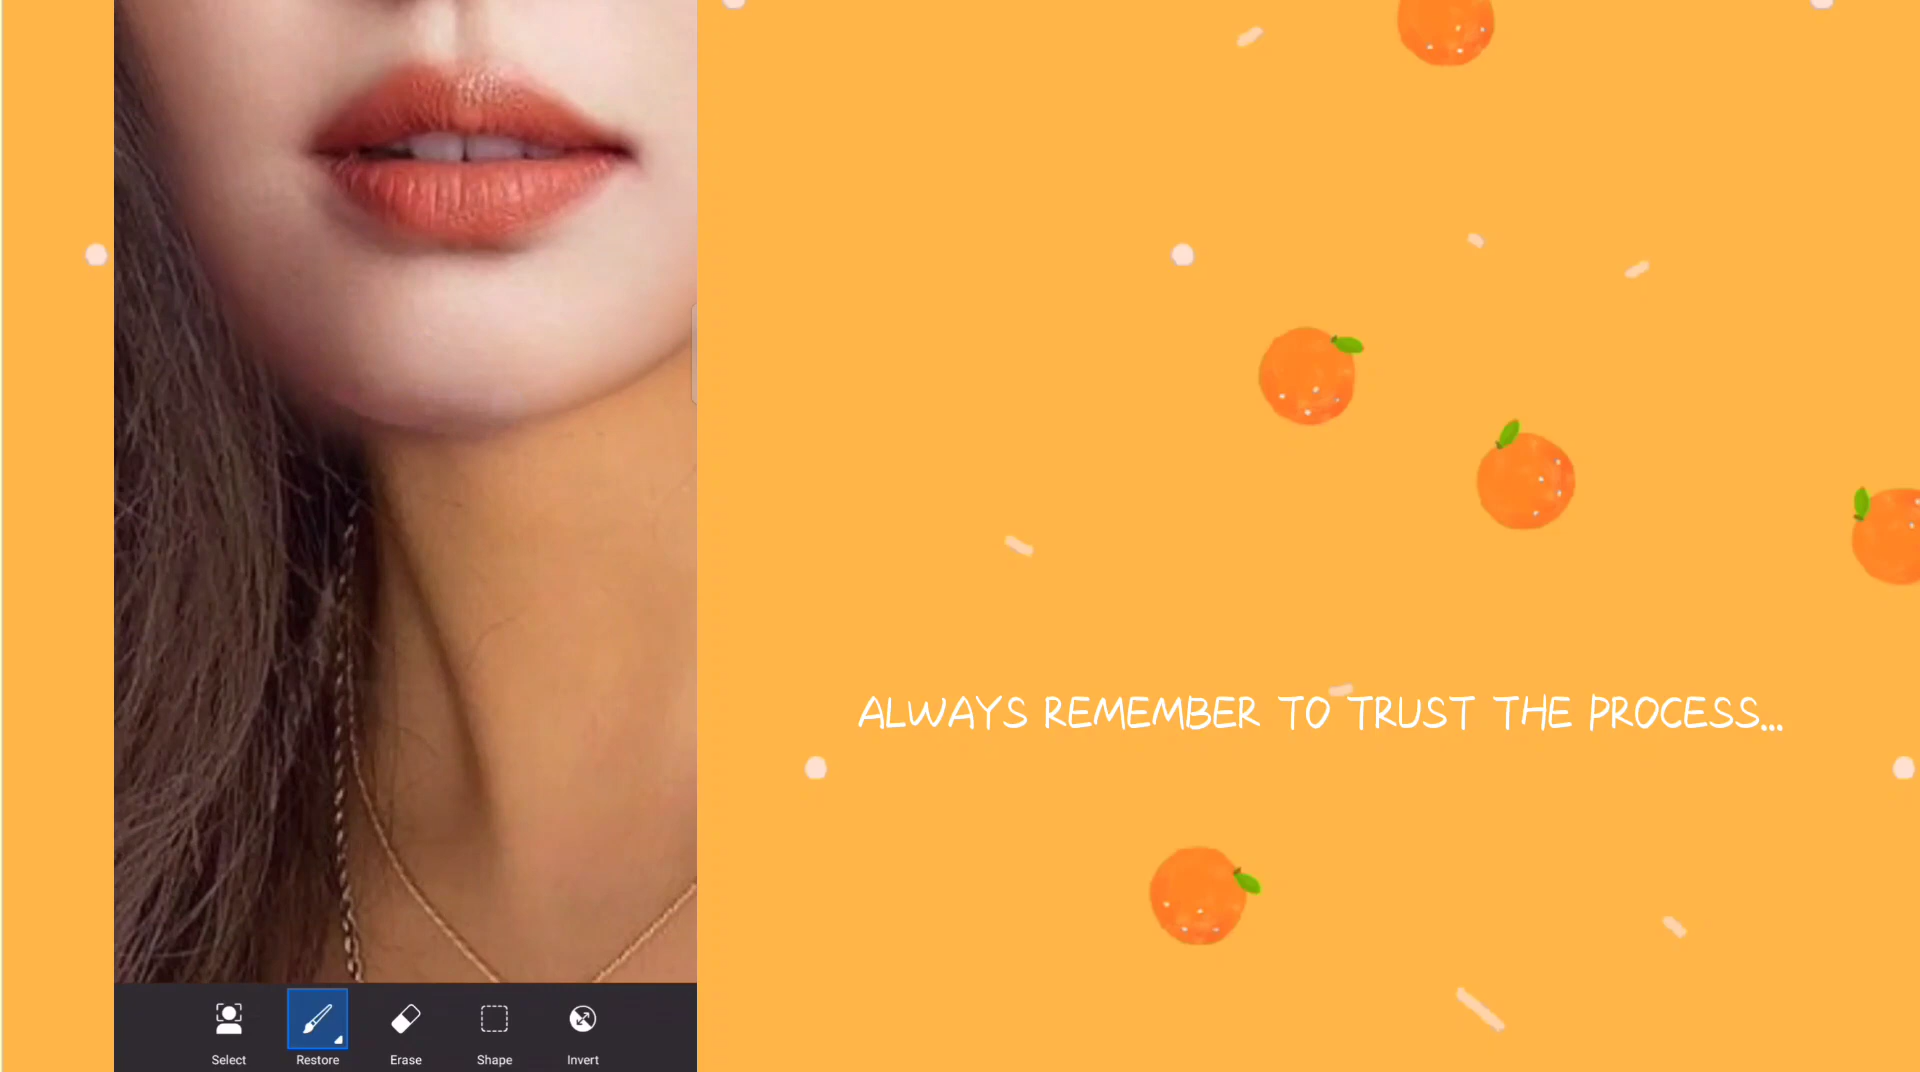 ALWAYS REMEMBER TO TRUST THE PROCESS...
Select Restore Erase Shape Invert